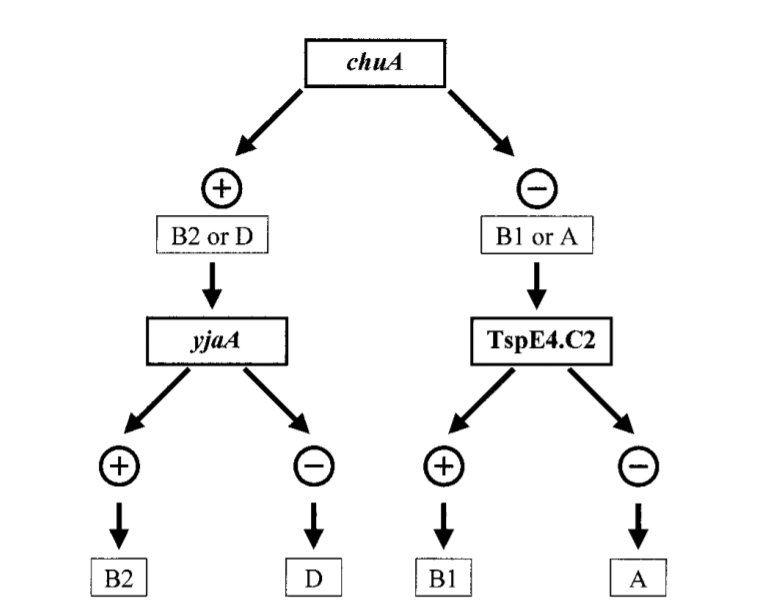 chuA
+
−
B2 or D
B1 or A
yjaA
TspE4.C2
+
−
+
−
B2
D
B1
A